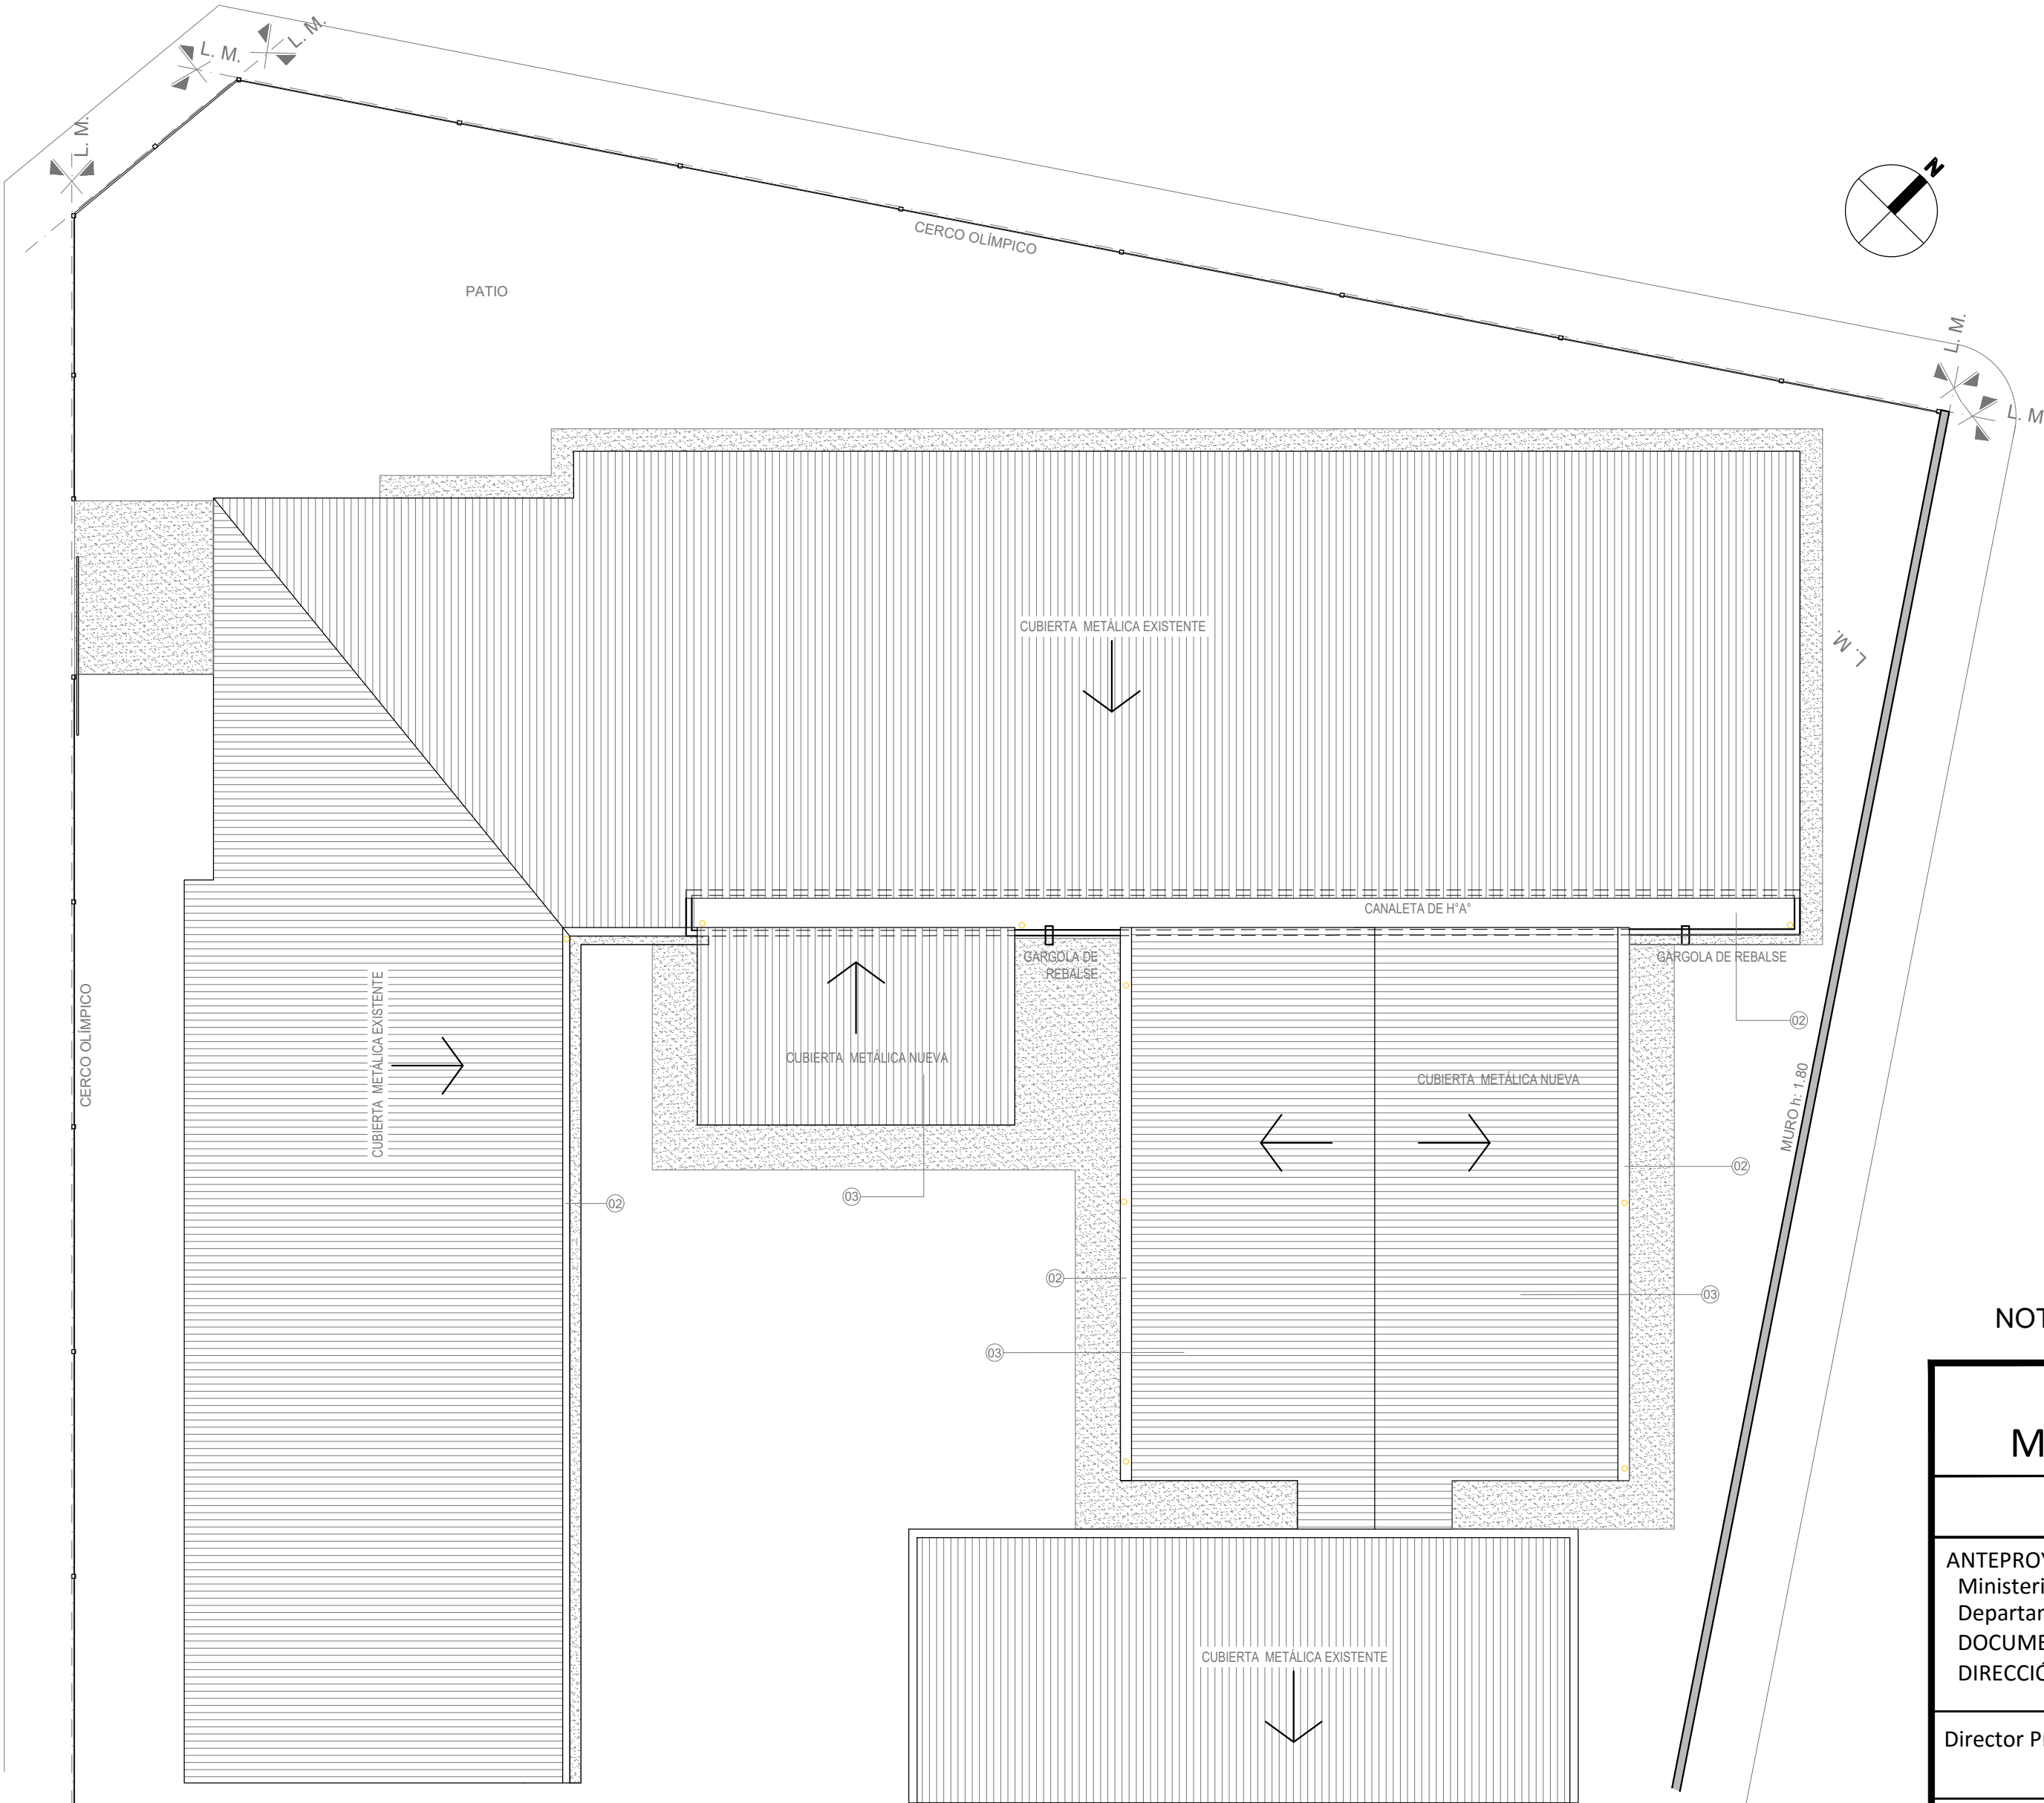 L. M.
L. M.
L. M.
N
CERCO OLÍMPICO
PATIO
L. M.
L. M
CUBIERTA METÁLICA EXISTENTE
L. M.
CANALETA DE H°A°
GARGOLA DE
REBALSE
GARGOLA DE REBALSE
CERCO OLÍMPICO
CUBIERTA METÁLICA EXISTENTE
02
CUBIERTA METÁLICA NUEVA
CUBIERTA METÁLICA NUEVA
MURO h: 1.80
02
03
02
02
03
03
NOT
M
ANTEPROY
Ministeri
Departar
DOCUME
DIRECCIÓ
CUBIERTA METÁLICA EXISTENTE
Director P